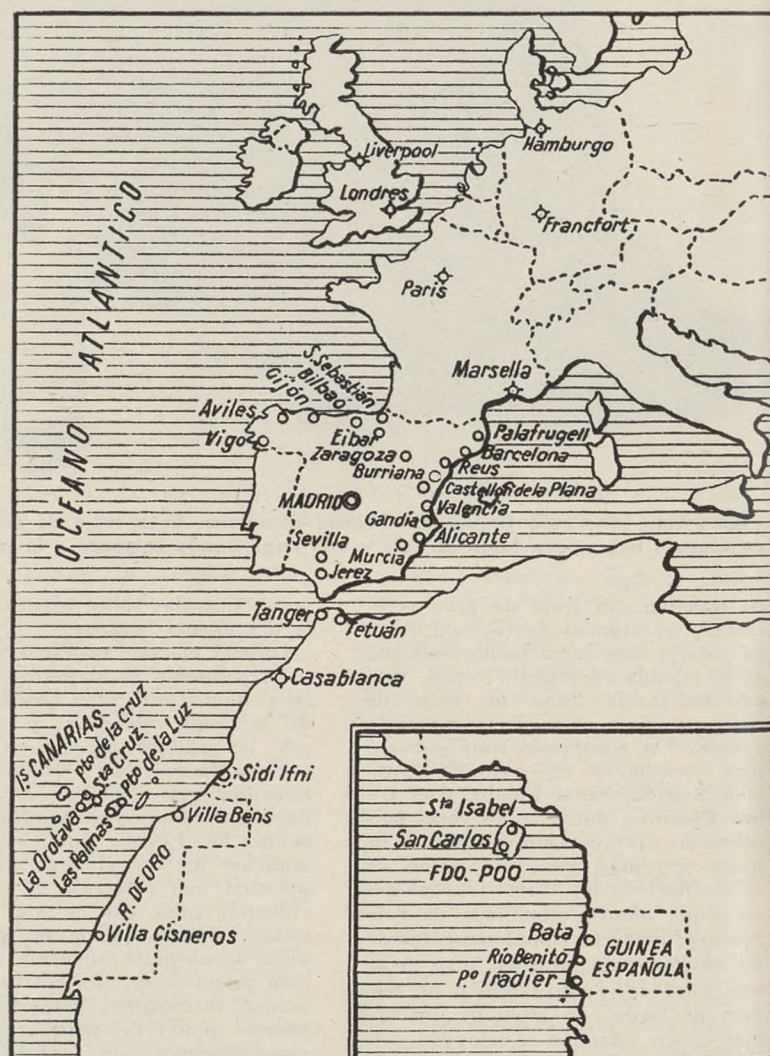 Liverpool
Londres
Hamburgo
Francfort
Paris
OCEANO ATLANTICO
Marsella
S. Sebastián
Bilbao
Gijón
Aviles
Vigo
Eibar
Zaragoza
Palafrugell
Barcelona
Reus
Burriana
Castellón de la Plana
MADRID
Valencia
Gandia
Alicante
Sevilla
Murcia
Jerez
Tanger
Tetuán
Casablanca
Iˢ CANARIAS-
Pto de la Cruz
Sta Cruz
Pto de la Luz
La Orotava
Las Palmas
Sidi Ifni
Villa Bens
R. DE ORO
Villa Cisneros
Sᵗᵃ Isabel
San Carlos
FDO.-POO
Bata
Río Benito
P.º Iradier
GUINEA
ESPAÑOLA